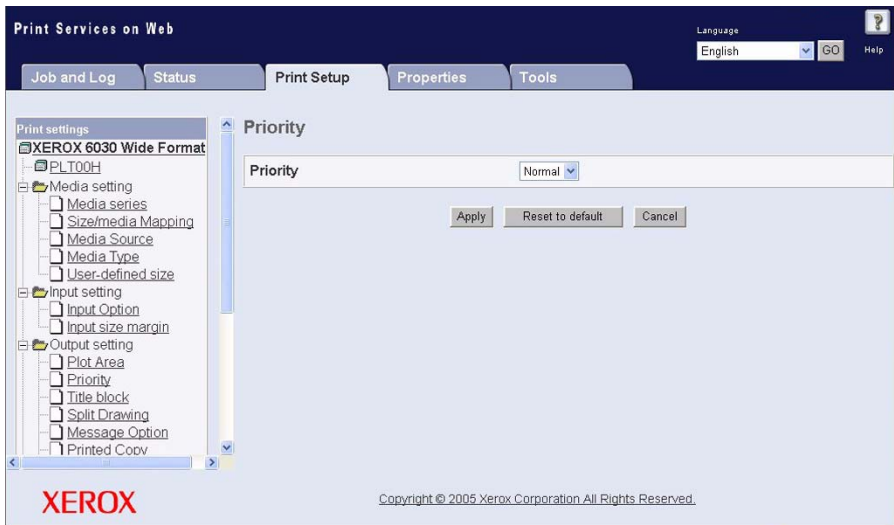 Print Services on Web
Language
English
GO
Help
Job and Log
Status
Print Setup
Properties
Tools
Print settings
XEROX 6030 Wide Format
PLT00H
Media setting
Media series
Size/media Mapping
Media Source
Media Type
User-defined size
Input setting
Input Option
Input size margin
Output setting
Plot Area
Priority
Title block
Split Drawing
Message Option
Printed Copy
Priority
Priority
Normal
Apply
Reset to default
Cancel
XEROX
Copyright © 2005 Xerox Corporation All Rights Reserved.